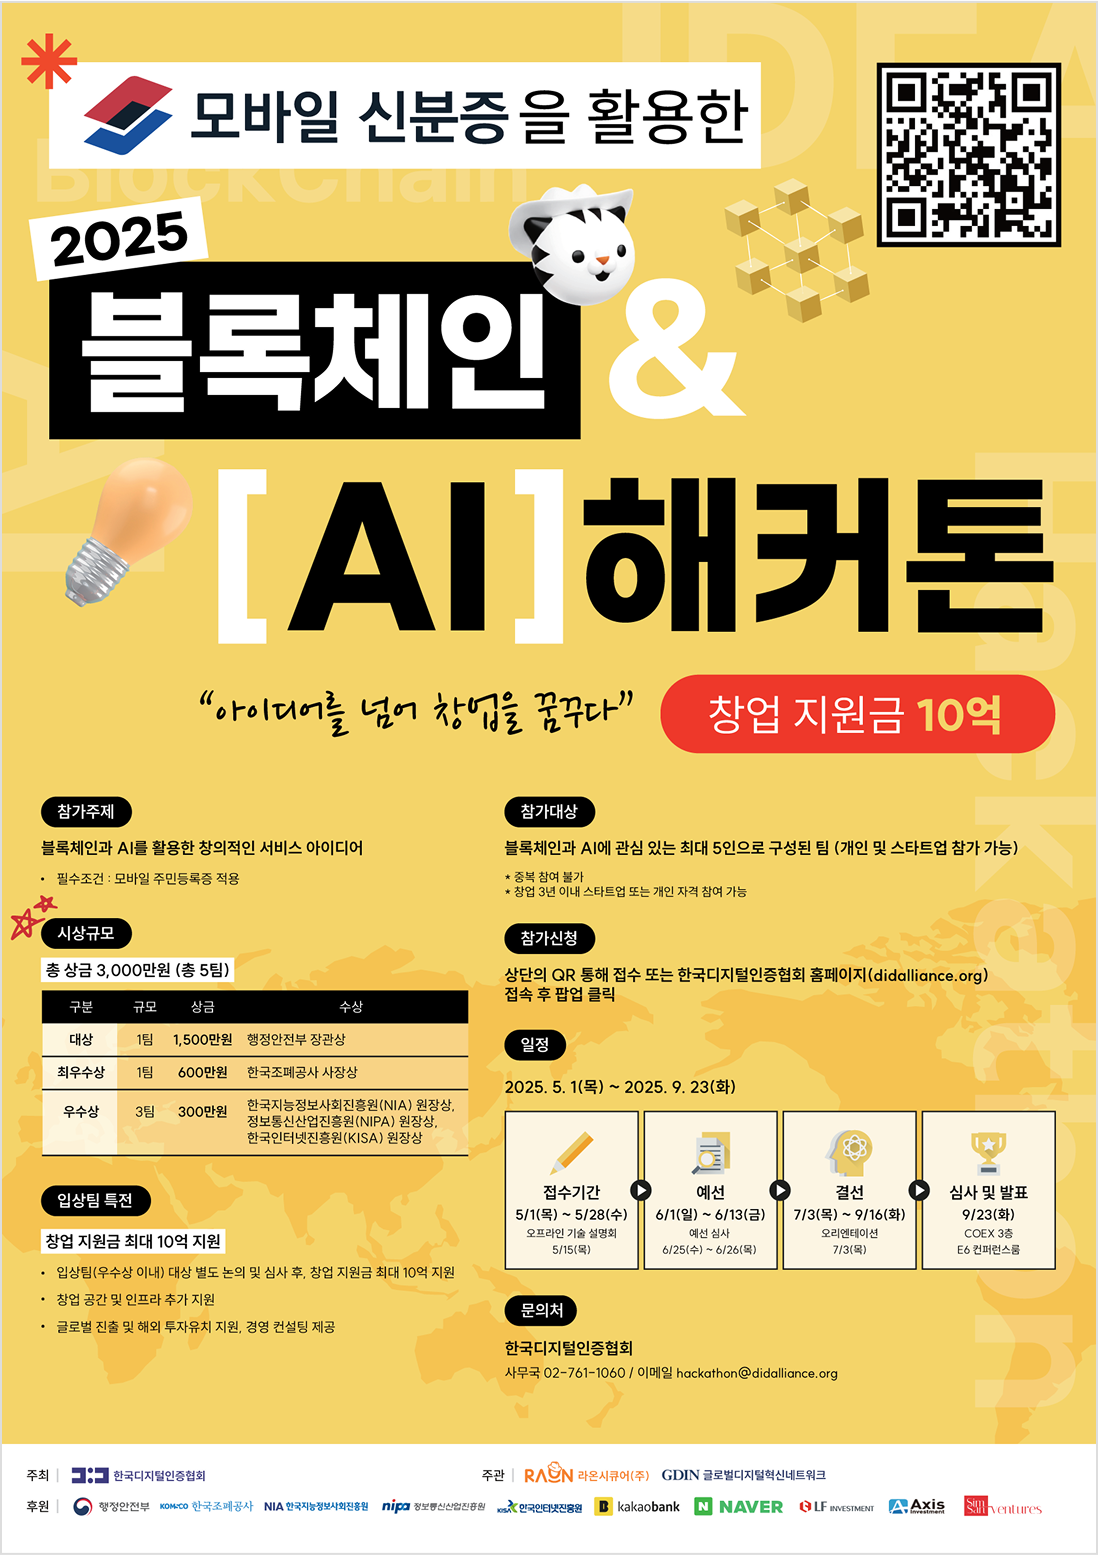 모바일 신분증을 활용한
2025
블록체인 &
[AI] 해커톤
“아이디어를 넘어 창업을 꿈꾸다”
창업 지원금 10억
참가주제
블록체인과 AI를 활용한 창의적인 서비스 아이디어
• 필수조건 : 모바일 주민등록증 적용
시상규모
총 상금 3,000만원 (총 5팀)
구분 규모 상금 수상
대상 1팀 1,500만원 행정안전부 장관상
최우수상 1팀 600만원 한국조폐공사 사장상
우수상 3팀 300만원 한국지능정보사회진흥원(NIA) 원장상,
정보통신산업진흥원(NIPA) 원장상,
한국인터넷진흥원(KISA) 원장상
입상팀 특전
창업 지원금 최대 10억 지원
• 입상팀(우수상 이내) 대상 별도 논의 및 심사 후, 창업 지원금 최대 10억 지원
• 창업 공간 및 인프라 추가 지원
• 글로벌 진출 및 해외 투자유치 지원, 경영 컨설팅 제공
참가대상
블록체인과 AI에 관심 있는 최대 5인으로 구성된 팀 (개인 및 스타트업 참가 가능)
* 중복 참여 불가
* 창업 3년 이내 스타트업 또는 개인 자격 참여 가능
참가신청
상단의 QR 통해 접수 또는 한국디지털인증협회 홈페이지(didalliance.org)
접속 후 팝업 클릭
일정
2025. 5. 1(목) ~ 2025. 9. 23(화)
접수기간
5/1(목) ~ 5/28(수)
오프라인 기술 설명회
5/15(목)
예선
6/1(일) ~ 6/13(금)
예선 심사
6/25(수) ~ 6/26(목)
결선
7/3(목) ~ 9/16(화)
오리엔테이션
7/3(목)
심사 및 발표
9/23(화)
COEX 3층
E6 컨퍼런스룸
문의처
한국디지털인증협회
사무국 02-761-1060 / 이메일 hackathon@didalliance.org
주최 | 한국디지털인증협회
주관 | RAON 라온시큐어(주) GDIN 글로벌디지털혁신네트워크
후원 | 행정안전부 KOMSCO 한국조폐공사 NIA 한국지능정보사회진흥원 nipa 정보통신산업진흥원 KISA 한국인터넷진흥원 B kakaobank N NAVER LF INVESTMENT Axis Investment SimSan ventures
IDEA
BlockChain
AI
Hackathon